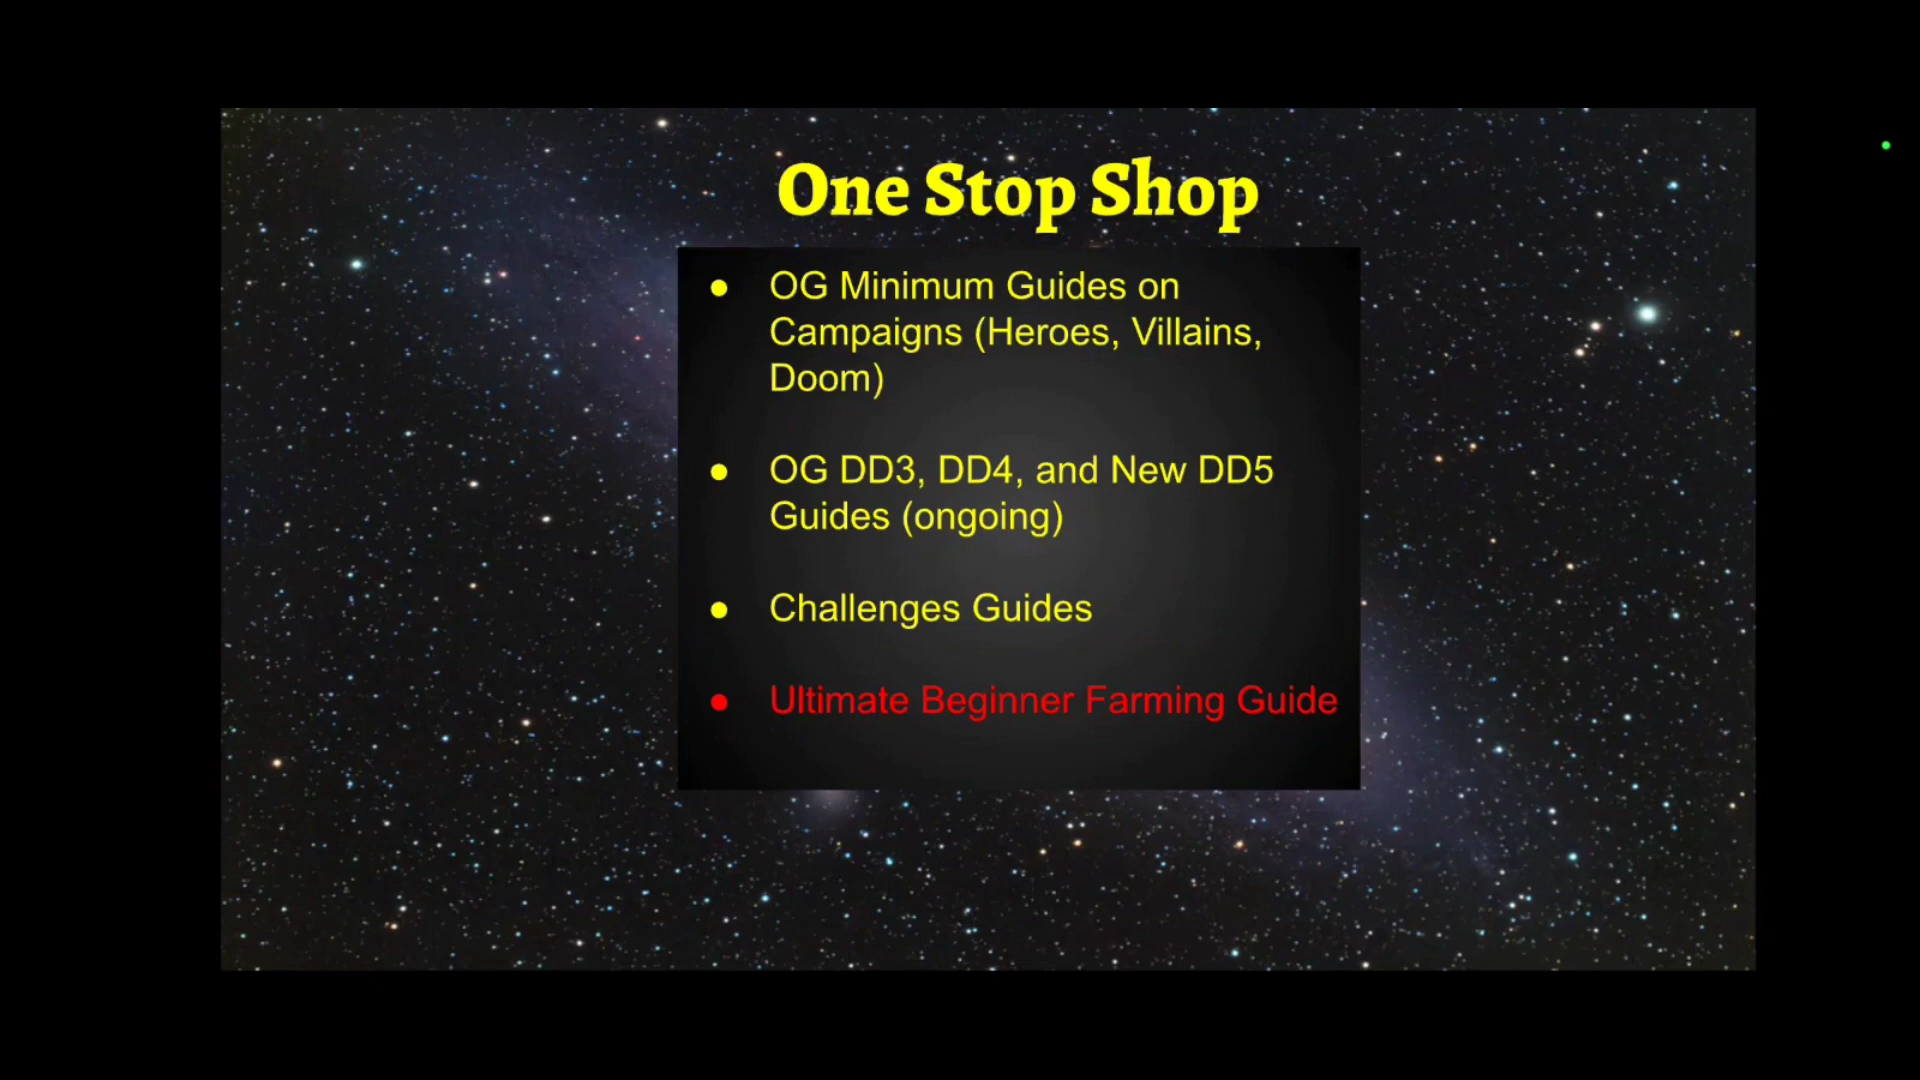 One Stop Shop
● OG Minimum Guides on
Campaigns (Heroes, Villains,
Doom)
● OG DD3, DD4, and New DD5
Guides (ongoing)
● Challenges Guides
● Ultimate Beginner Farming Guide